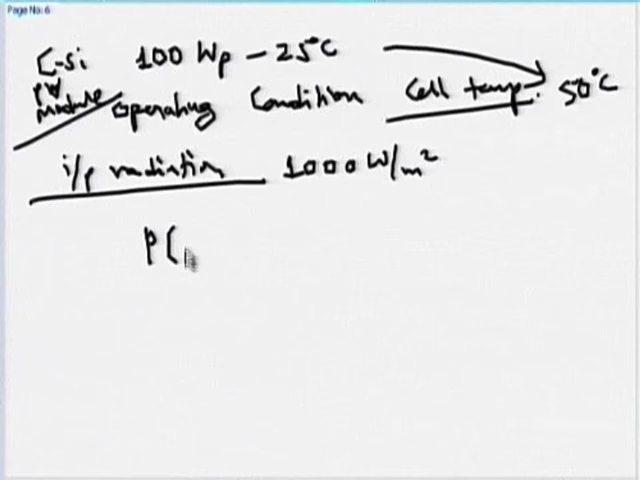 Page No: 6
C-Si 100 Wp - 25°C
PV module operating Condition Cell temp. 50°C
i/p radiation 1000 W/m²
P(